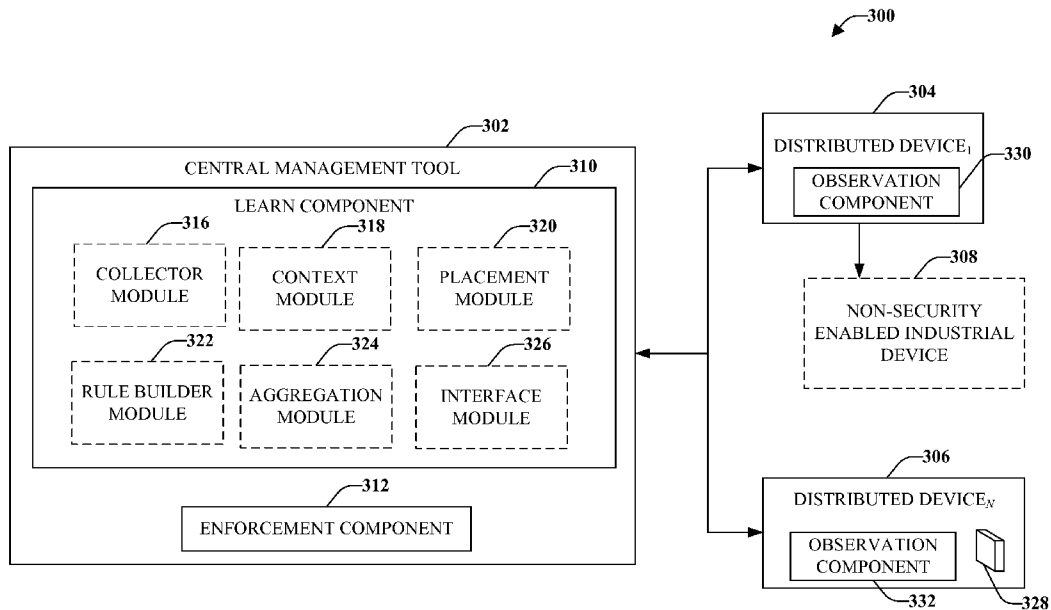 300
302
CENTRAL MANAGEMENT TOOL
310
LEARN COMPONENT
316
COLLECTOR
MODULE
318
CONTEXT
MODULE
320
PLACEMENT
MODULE
322
RULE BUILDER
MODULE
324
AGGREGATION
MODULE
326
INTERFACE
MODULE
312
ENFORCEMENT COMPONENT
304
DISTRIBUTED DEVICE1
330
OBSERVATION
COMPONENT
308
NON-SECURITY
ENABLED INDUSTRIAL
DEVICE
306
DISTRIBUTED DEVICEN
OBSERVATION
COMPONENT
332
328